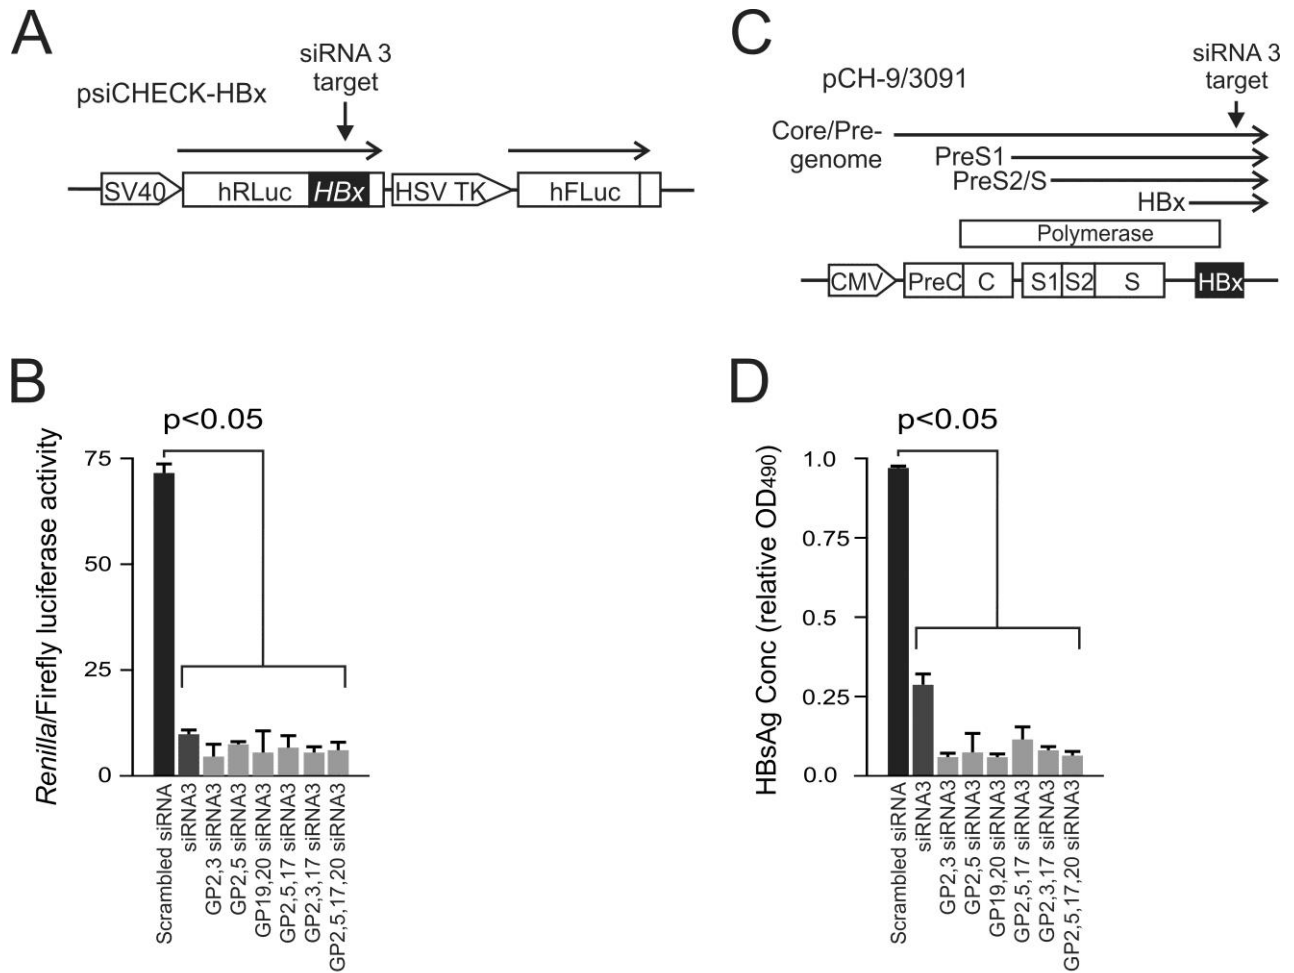 A
psiCHECK-HBx
siRNA 3
target
SV40
hRLuc
HBx
HSV TK
hFLuc
C
pCH-9/3091
siRNA 3
target
Core/Pre-
genome
PreS1
PreS2/S
HBx
Polymerase
CMV
PreC
C
S1
S2
S
HBx
B
p<0.05
Renilla/Firefly luciferase activity
75
50
25
0
Scrambled siRNA
siRNA3
GP2,3 siRNA3
GP2,5 siRNA3
GP19,20 siRNA3
GP2,5,17 siRNA3
GP2,3,17 siRNA3
GP2,5,17,20 siRNA3
D
p<0.05
HBsAg Conc (relative OD490)
1.0
0.75
0.5
0.25
0.0
Scrambled siRNA
siRNA3
GP2,3 siRNA3
GP2,5 siRNA3
GP19,20 siRNA3
GP2,5,17 siRNA3
GP2,3,17 siRNA3
GP2,5,17,20 siRNA3